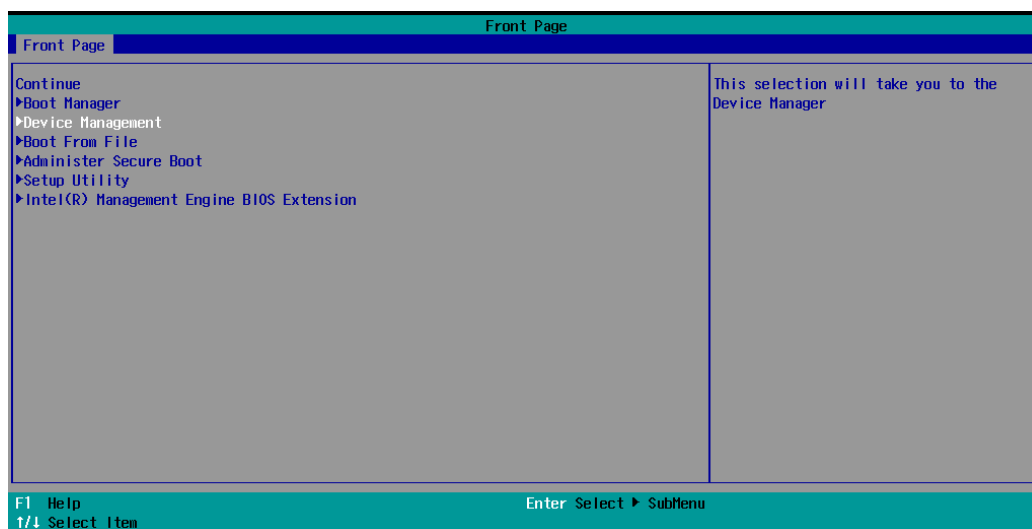 Front Page
Front Page
Continue
▶Boot Manager
▶Device Management
▶Boot From File
▶Administer Secure Boot
▶Setup Utility
▶Intel(R) Management Engine BIOS Extension
This selection will take you to the
Device Manager
F1 Help
Enter Select ▶ SubMenu
↑/↓ Select Item